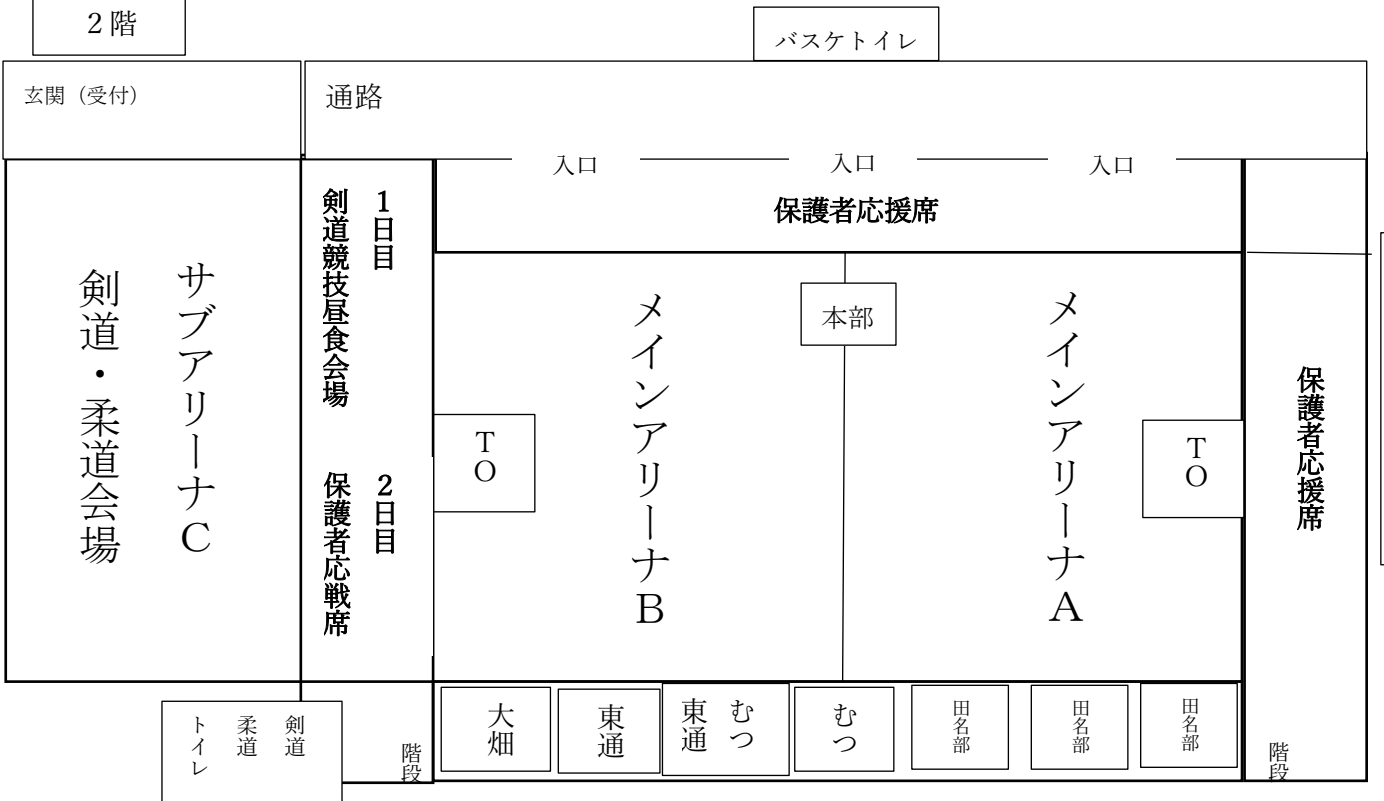 ２階
バスケトイレ
玄関（受付）
通路
入口
入口
入口
保護者応援席
１日目
剣道競技昼食会場
２日目
保護者応戦席
サブアリーナＣ
剣道・柔道会場
本部
メインアリーナＢ
メインアリーナＡ
ＴＯ
ＴＯ
保護者応援席
大畑
東通
むつ
東通
むつ
田名部
田名部
田名部
階段
階段
剣道
柔道
トイレ